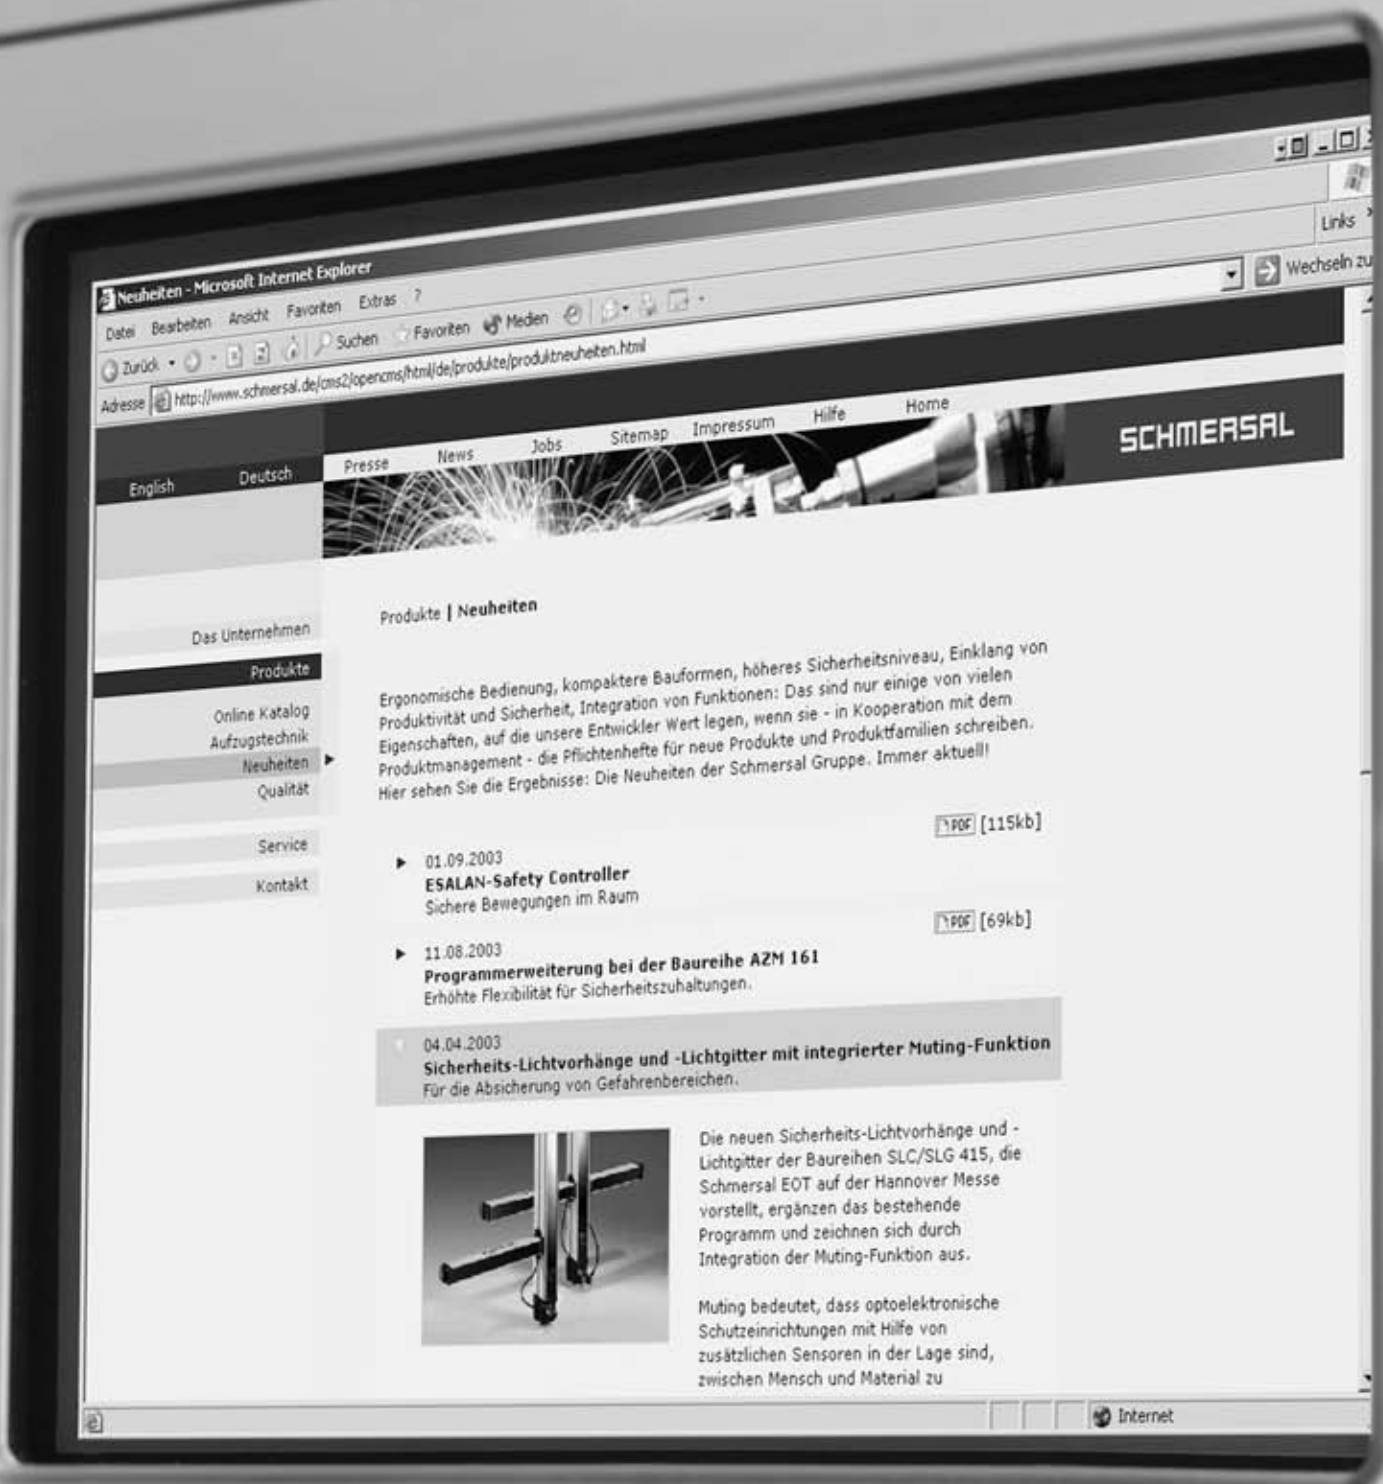 Neuheiten - Microsoft Internet Explorer
Datei Bearbeiten Ansicht Favoriten Extras ?
Links
Zurück Suchen Favoriten Medien
Adresse http://www.schmersal.de/cms2/opencms/html/de/produkte/produktneuheiten.html Wechseln zu
English Deutsch
Presse News Jobs Sitemap Impressum Hilfe Home
SCHMERSAL
Das Unternehmen
Produkte
Online Katalog
Aufzugstechnik
Neuheiten
Qualität
Service
Kontakt
Produkte | Neuheiten
Ergonomische Bedienung, kompaktere Bauformen, höheres Sicherheitsniveau, Einklang von
Produktivität und Sicherheit, Integration von Funktionen: Das sind nur einige von vielen
Eigenschaften, auf die unsere Entwickler Wert legen, wenn sie - in Kooperation mit dem
Produktmanagement - die Pflichtenhefte für neue Produkte und Produktfamilien schreiben.
Hier sehen Sie die Ergebnisse: Die Neuheiten der Schmersal Gruppe. Immer aktuell!
PDF [115kb]
01.09.2003
ESALAN-Safety Controller
Sichere Bewegungen im Raum
PDF [69kb]
11.08.2003
Programmerweiterung bei der Baureihe AZM 161
Erhöhte Flexibilität für Sicherheitszuhaltungen.
04.04.2003
Sicherheits-Lichtvorhänge und -Lichtgitter mit integrierter Muting-Funktion
Für die Absicherung von Gefahrenbereichen.
Die neuen Sicherheits-Lichtvorhänge und -
Lichtgitter der Baureihen SLC/SLG 415, die
Schmersal EOT auf der Hannover Messe
vorstellt, ergänzen das bestehende
Programm und zeichnen sich durch
Integration der Muting-Funktion aus.
Muting bedeutet, dass optoelektronische
Schutzeinrichtungen mit Hilfe von
zusätzlichen Sensoren in der Lage sind,
zwischen Mensch und Material zu
Internet